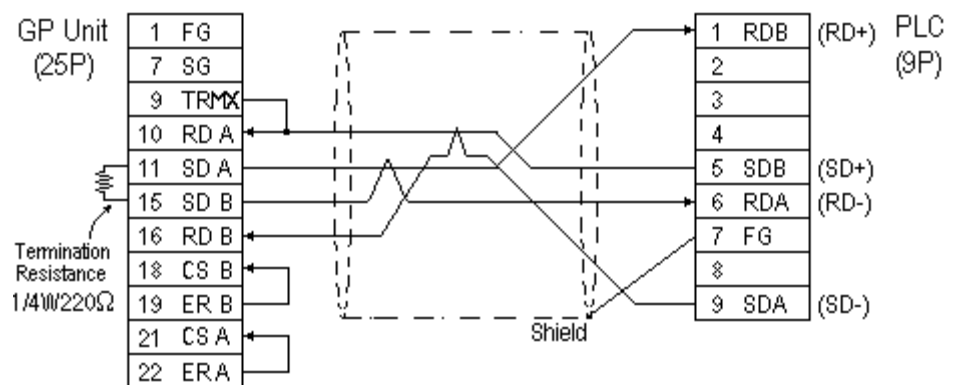 GP Unit
(25P)
1 FG
7 SG
9 TRMX
10 RD A
11 SD A
15 SD B
16 RD B
18 CS B
19 ER B
21 CS A
22 ERA
Termination
Resistance
1/4W220Ω
Shield
1 RDB (RD+)
2
3
4
5 SDB (SD+)
6 RDA (RD-)
7 FG
8
9 SDA (SD-)
PLC
(9P)